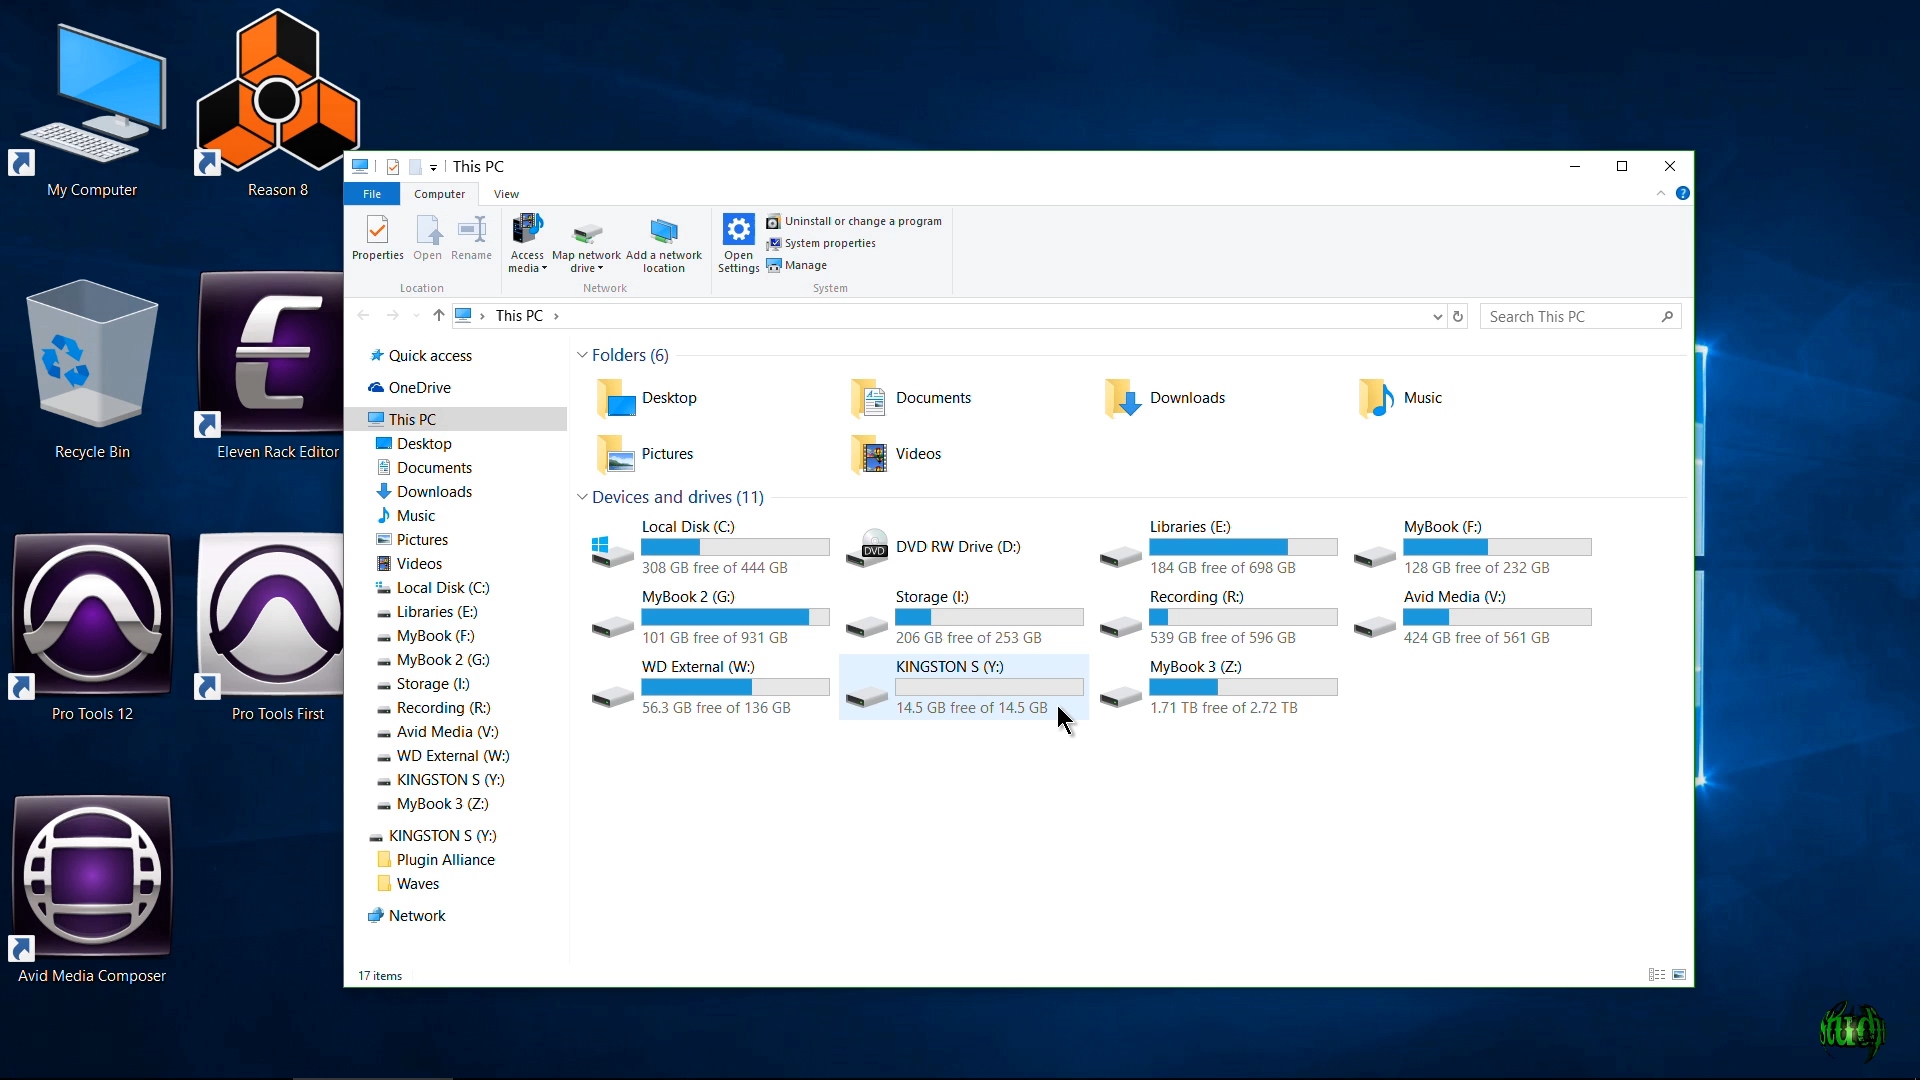 My Computer
Reason 8
Recycle Bin
Eleven Rack Editor
Pro Tools 12
Pro Tools First
Avid Media Composer
This PC
File
Computer
View
Properties
Open
Rename
Location
Access
media
Map network
drive
Add a network
location
Network
Open
Settings
Uninstall or change a program
System properties
Manage
System
This PC
Search This PC
Quick access
OneDrive
This PC
Desktop
Documents
Downloads
Music
Pictures
Videos
Local Disk (C:)
Libraries (E:)
MyBook (F:)
MyBook 2 (G:)
Storage (I:)
Recording (R:)
Avid Media (V:)
WD External (W:)
KINGSTON S (Y:)
MyBook 3 (Z:)
KINGSTON S (Y:)
Plugin Alliance
Waves
Network
Folders (6)
Desktop
Documents
Downloads
Music
Pictures
Videos
Devices and drives (11)
Local Disk (C:)
308 GB free of 444 GB
DVD
DVD RW Drive (D:)
Libraries (E:)
184 GB free of 698 GB
MyBook (F:)
128 GB free of 232 GB
MyBook 2 (G:)
101 GB free of 931 GB
Storage (I:)
206 GB free of 253 GB
Recording (R:)
539 GB free of 596 GB
Avid Media (V:)
424 GB free of 561 GB
WD External (W:)
56.3 GB free of 136 GB
KINGSTON S (Y:)
14.5 GB free of 14.5 GB
MyBook 3 (Z:)
1.71 TB free of 2.72 TB
17 items